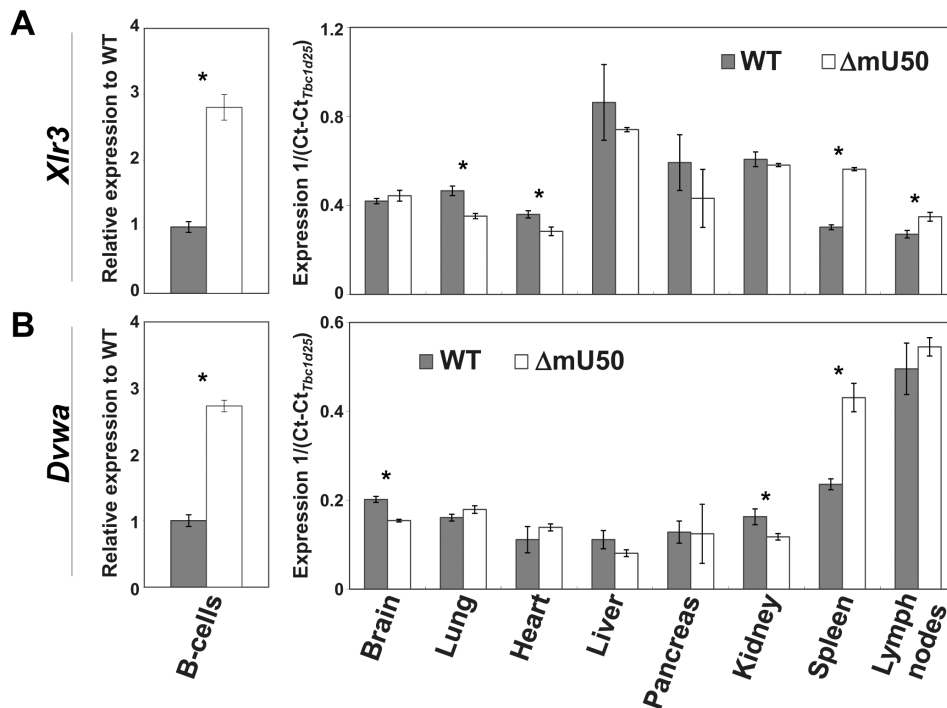 A
Xlr3
Relative expression to WT
4
3
2
1
0
*
Expression 1/(Ct-CtTbc1d25)
1.2
0.8
0.4
0
WT ΔmU50
* * * *
B
Dvwa
Relative expression to WT
4
3
2
1
0
*
B-cells
Expression 1/(Ct-CtTbc1d25)
0.6
0.4
0.2
0
WT ΔmU50
* * *
Brain
Lung
Heart
Liver
Pancreas
Kidney
Spleen
Lymph
nodes